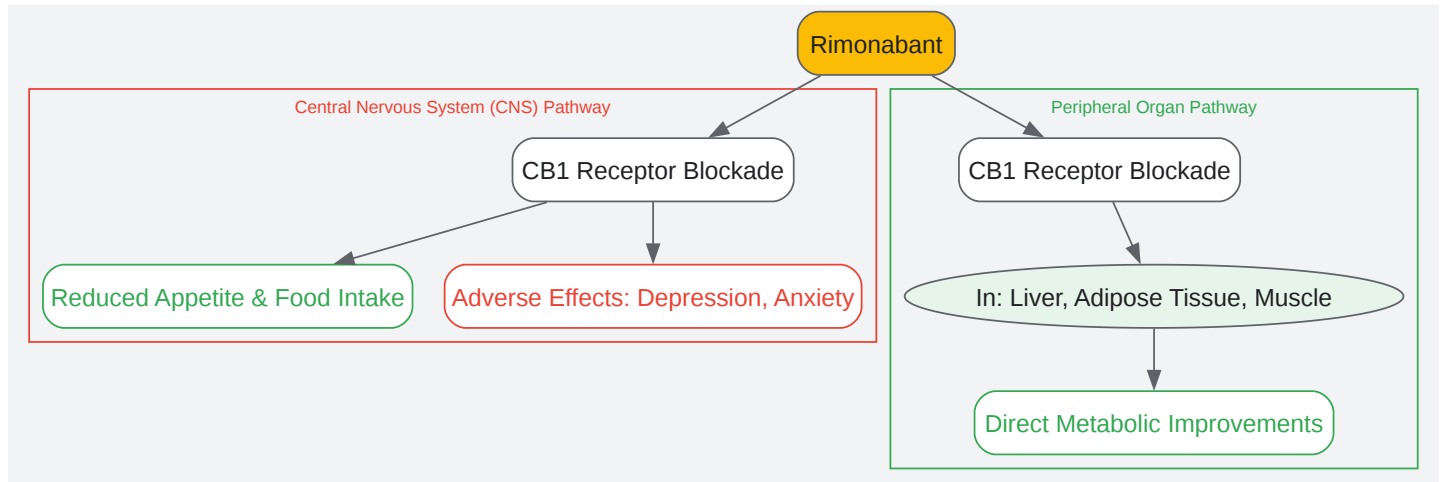 Rimonabant
Central Nervous System (CNS) Pathway
Peripheral Organ Pathway
CB1 Receptor Blockade
CB1 Receptor Blockade
Reduced Appetite & Food Intake
Adverse Effects: Depression, Anxiety
In: Liver, Adipose Tissue, Muscle
Direct Metabolic Improvements